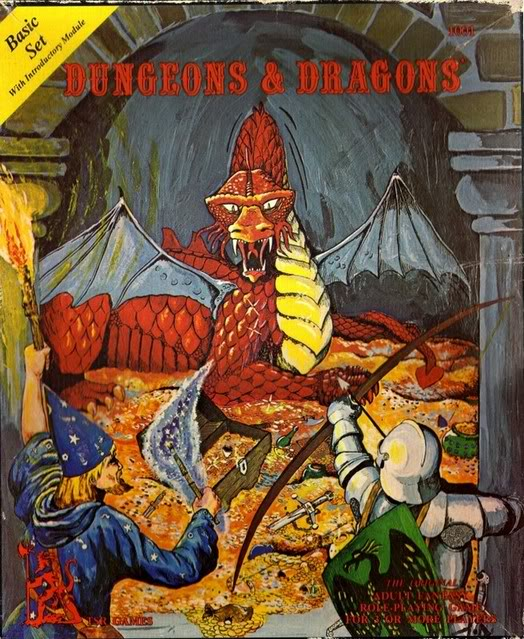 Basic
Set
With Introductory Module
DUNGEONS & DRAGONS
TSR GAMES
THE ORIGINAL
ADULT FANTASY
ROLE-PLAYING GAME
FOR 3 OR MORE PLAYERS